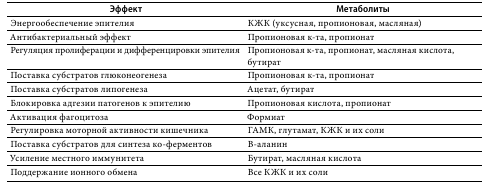 Эффект Метаболиты
Энергообеспечение эпителия КЖК (уксусная, пропионовая, масляная)
Антибактериальный эффект Пропионовая к-та, пропионат
Регуляция пролиферации и дифференцировки эпителия Пропионовая к-та, пропионат, масляная кислота,
бутират
Поставка субстратов глюконеогенеза Пропионовая к-та, пропионат
Поставка субстратов липогенеза Ацетат, бутират
Блокировка адгезии патогенов к эпителию Пропионовая кислота, пропионат
Активация фагоцитоза Формиат
Регулировка моторной активности кишечника ГАМК, глутамат, КЖК и их соли
Поставка субстратов для синтеза ко-ферментов В-аланин
Усиление местного иммунитета Бутират, масляная кислота
Поддержание ионного обмена Все КЖК и их соли